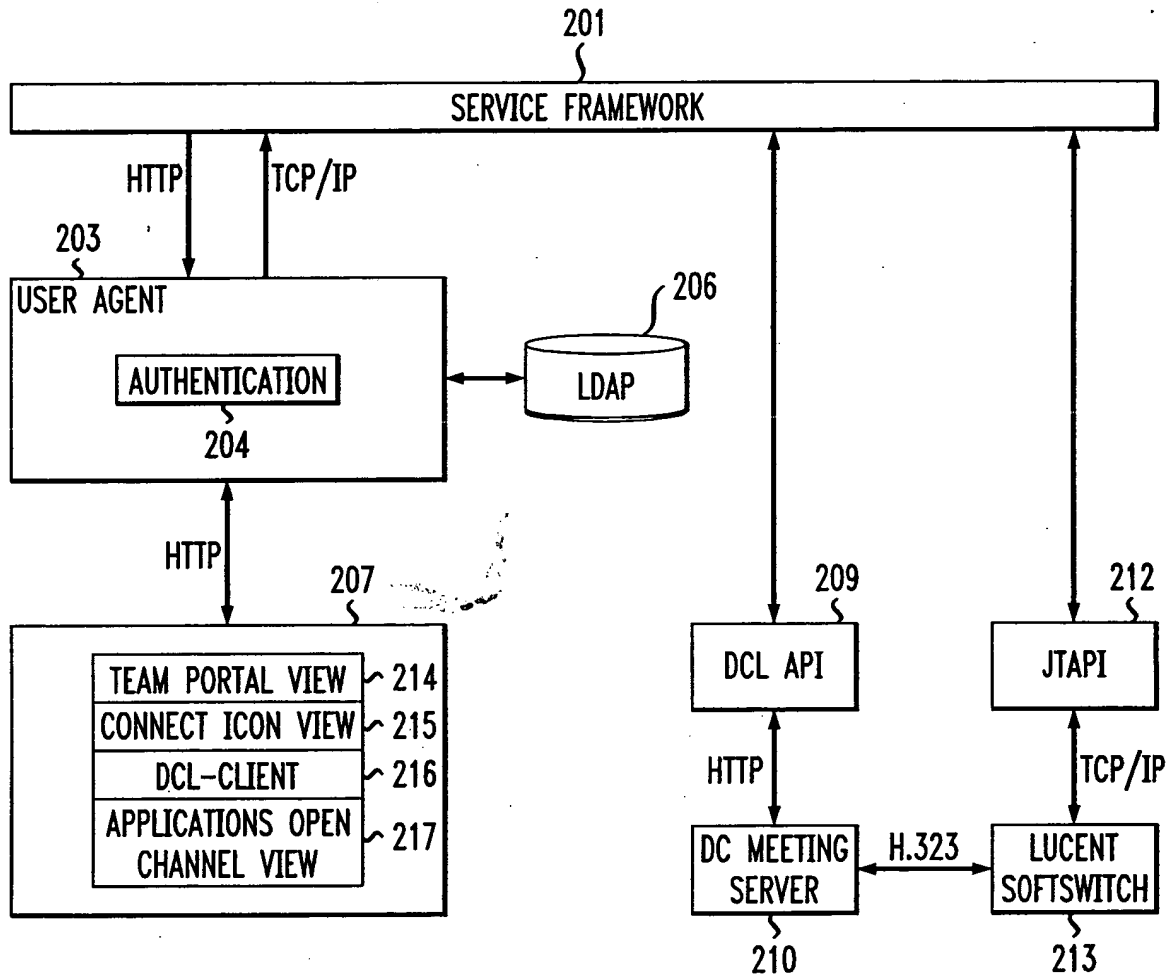 201
SERVICE FRAMEWORK
HTTP
TCP/IP
203
USER AGENT
AUTHENTICATION
204
206
LDAP
HTTP
207
TEAM PORTAL VIEW
214
CONNECT ICON VIEW
215
DCL-CLIENT
216
APPLICATIONS OPEN
CHANNEL VIEW
217
209
DCL API
212
JTAPI
HTTP
TCP/IP
DC MEETING
SERVER
210
H.323
LUCENT
SOFTSWITCH
213